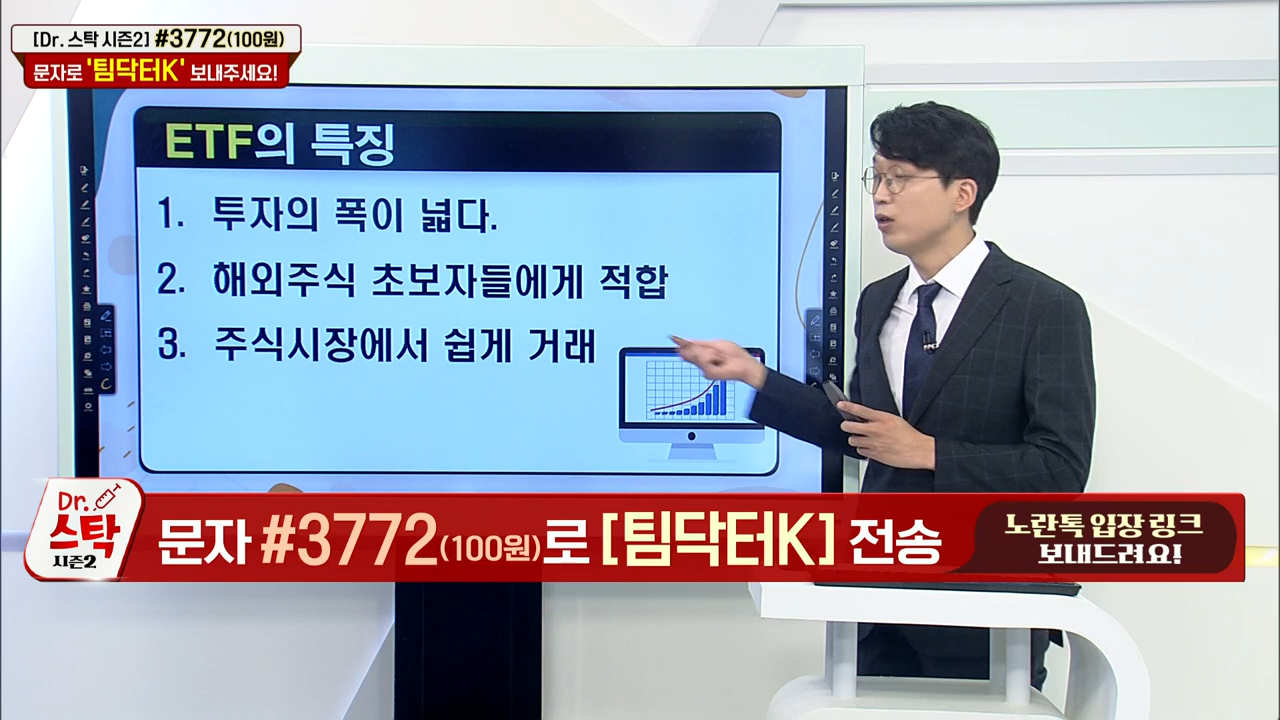 [Dr. 스탁 시즌2] #3772(100원)
문자로 '팀닥터K' 보내주세요!
ETF의 특징
1. 투자의 폭이 넓다.
2. 해외주식 초보자들에게 적합
3. 주식시장에서 쉽게 거래
Dr.
스탁
시즌2
문자 #3772(100원)로 [팀닥터K] 전송
노란톡 입장 링크
보내드려요!